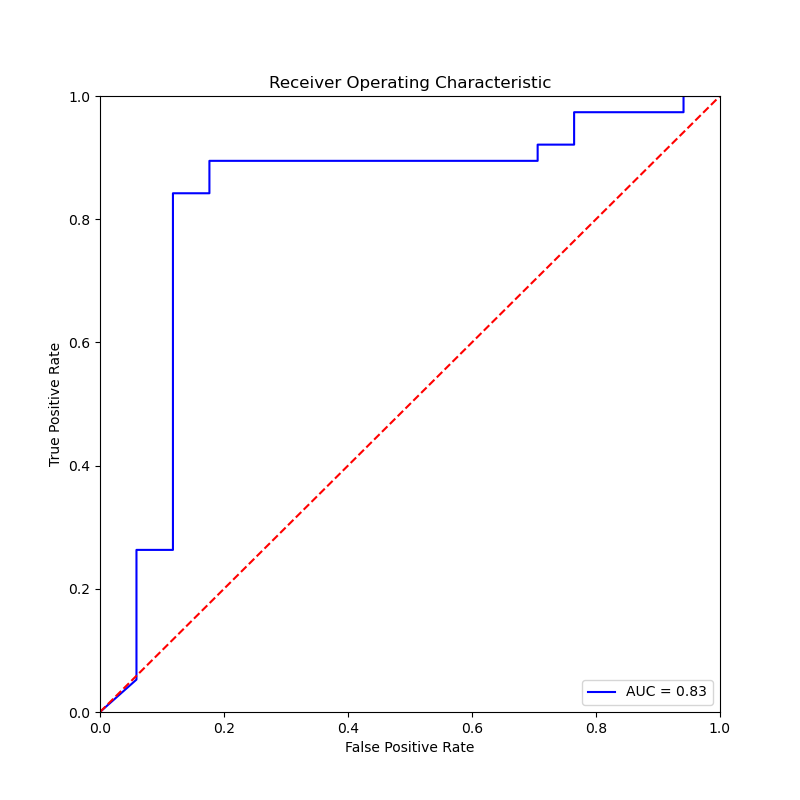 Receiver Operating Characteristic
1.0
0.8
0.6
0.4
0.2
0.0
True Positive Rate
AUC = 0.83
0.0 0.2 0.4 0.6 0.8 1.0
False Positive Rate